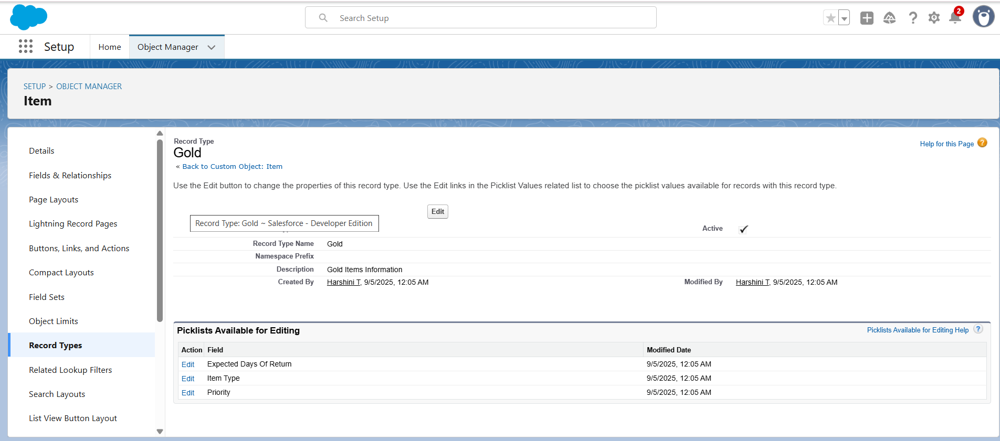 Search Setup
2
Setup
Home
Object Manager
SETUP > OBJECT MANAGER
Item
Details
Fields & Relationships
Page Layouts
Lightning Record Pages
Buttons, Links, and Actions
Compact Layouts
Field Sets
Object Limits
Record Types
Related Lookup Filters
Search Layouts
List View Button Layout
Record Type
Gold
Help for this Page ?
« Back to Custom Object: Item
Use the Edit button to change the properties of this record type. Use the Edit links in the Picklist Values related list to choose the picklist values available for records with this record type.
Edit
Record Type: Gold ~ Salesforce - Developer Edition
Active
Record Type Name Gold
Namespace Prefix
Description Gold Items Information
Created By Harshini T, 9/5/2025, 12:05 AM
Modified By Harshini T, 9/5/2025, 12:05 AM
Picklists Available for Editing
Picklists Available for Editing Help ?
Action Field Modified Date
Edit Expected Days Of Return 9/5/2025, 12:05 AM
Edit Item Type 9/5/2025, 12:05 AM
Edit Priority 9/5/2025, 12:05 AM